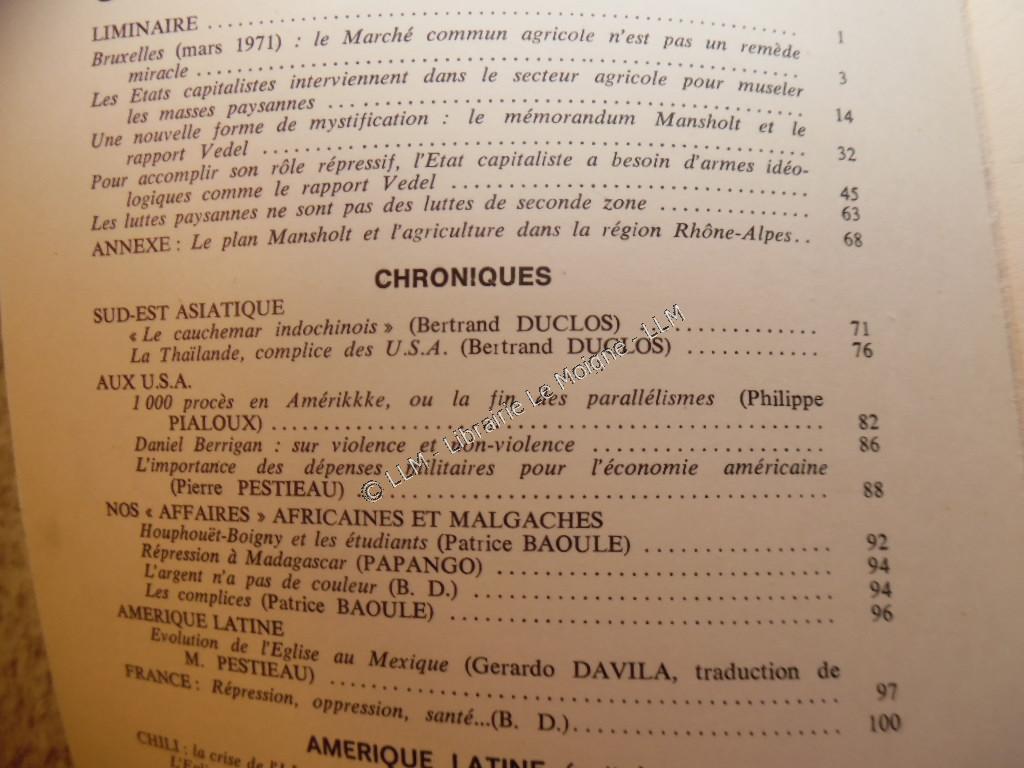 LIMINAIRE ........ 1
Bruxelles (mars 1971) : le Marché commun agricole n'est pas un remède
miracle ........ 3
Les Etats capitalistes interviennent dans le secteur agricole pour museler
les masses paysannes ........ 14
Une nouvelle forme de mystification : le mémorandum Mansholt et le
rapport Vedel ........ 32
Pour accomplir son rôle répressif, l'Etat capitaliste a besoin d'armes idéo-
logiques comme le rapport Vedel ........ 45
Les luttes paysannes ne sont pas des luttes de seconde zone ........ 63
ANNEXE : Le plan Mansholt et l'agriculture dans la région Rhône-Alpes.. 68
CHRONIQUES
SUD-EST ASIATIQUE
« Le cauchemar indochinois » (Bertrand DUCLOS) ........ 71
La Thaïlande, complice des U.S.A. (Bertrand DUCLOS) ........ 76
AUX U.S.A.
1 000 procès en Amérikkke, ou la fin des parallélismes (Philippe
PIALOUX) ........ 82
Daniel Berrigan : sur violence et non-violence ........ 86
L'importance des dépenses militaires pour l'économie américaine
(Pierre PESTIEAU) ........ 88
NOS « AFFAIRES » AFRICAINES ET MALGACHES
Houphouët-Boigny et les étudiants (Patrice BAOULE) ........ 92
Répression à Madagascar (PAPANGO) ........ 94
L'argent n'a pas de couleur (B. D.) ........ 94
Les complices (Patrice BAOULE) ........ 96
AMERIQUE LATINE
Evolution de l'Eglise au Mexique (Gerardo DAVILA, traduction de
M. PESTIEAU) ........ 97
FRANCE : Répression, oppression, santé...(B. D.) ........ 100
AMERIQUE LATINE
CHILI : la crise de
© LLM - Librairie Le Moigne - LLM